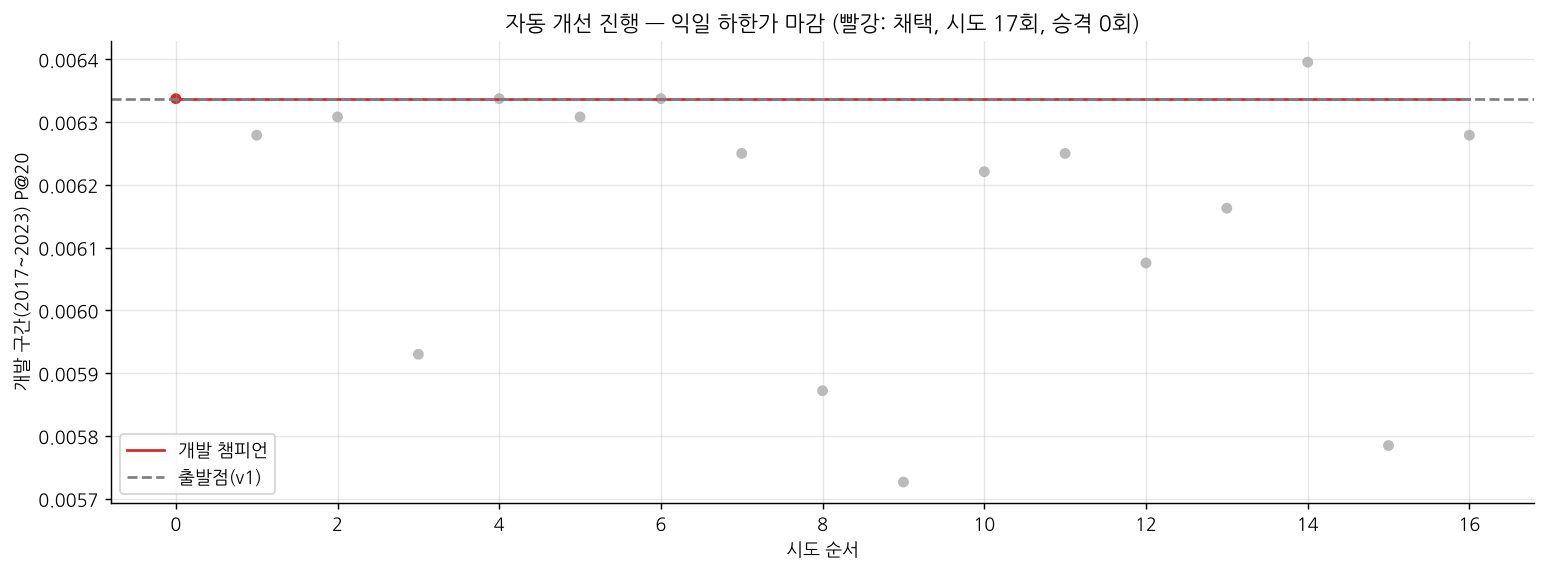 자동 개선 진행 — 익일 하한가 마감 (빨강: 채택, 시도 17회, 승격 0회)
개발 구간(2017~2023) P@20
0.0064
0.0063
0.0062
0.0061
0.0060
0.0059
0.0058
0.0057
개발 챔피언
출발점(v1)
0 2 4 6 8 10 12 14 16
시도 순서